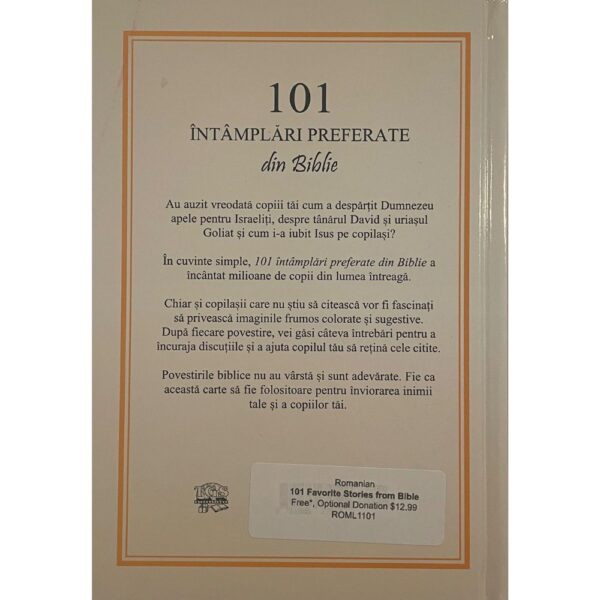 101
ÎNTÂMPLĂRI PREFERATE
din Biblie
Au auzit vreodată copiii tăi cum a despărțit Dumnezeu
apele pentru Israeliți, despre tânărul David și uriașul
Goliat și cum i-a iubit Isus pe copilași?
În cuvinte simple, 101 întâmplări preferate din Biblie a
încântat milioane de copii din lumea întreagă.
Chiar și copilașii care nu știu să citească vor fi fascinați
să privească imaginile frumos colorate și sugestive.
După fiecare povestire, vei găsi câteva întrebări pentru a
încuraja discuțiile și a ajuta copilul tău să rețină cele citite.
Povestirile biblice nu au vârstă și sunt adevărate. Fie ca
această carte să fie folositoare pentru înviorarea inimii
tale și a copiilor tăi.
TGS
Romanian
101 Favorite Stories from Bible
Free*, Optional Donation $12.99
ROML1101